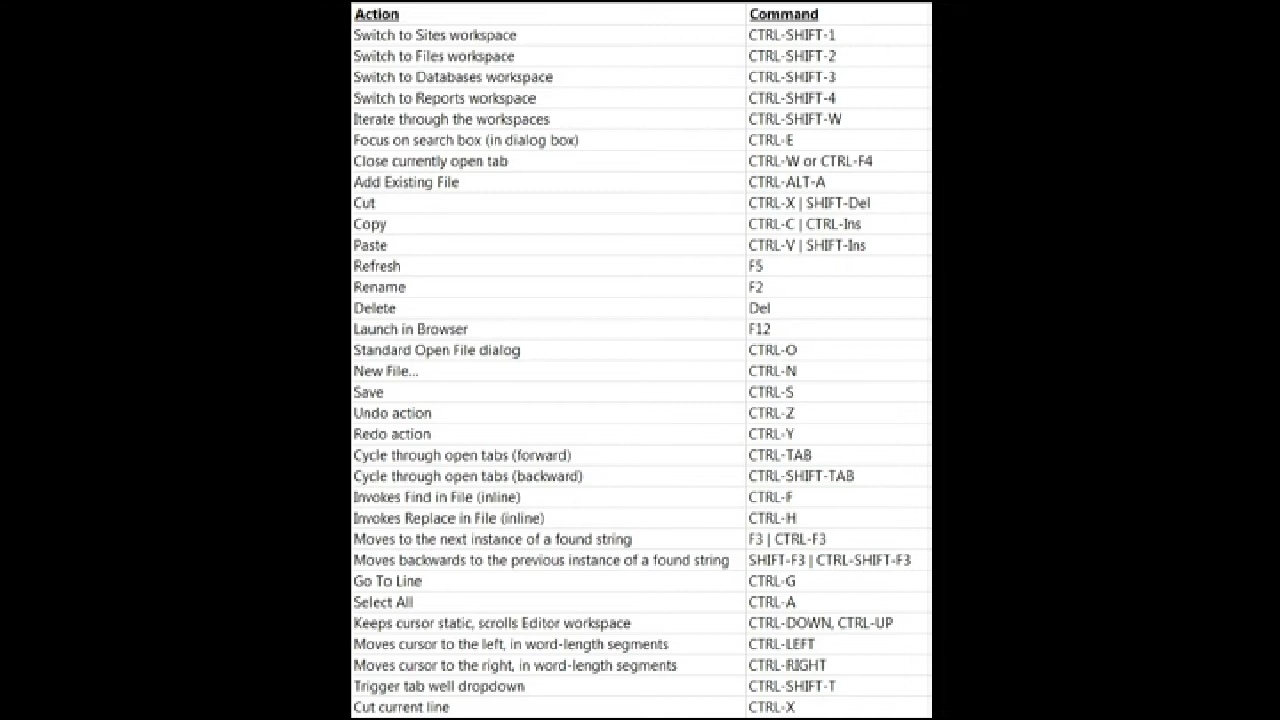 Action Command
Switch to Sites workspace CTRL-SHIFT-1
Switch to Files workspace CTRL-SHIFT-2
Switch to Databases workspace CTRL-SHIFT-3
Switch to Reports workspace CTRL-SHIFT-4
Iterate through the workspaces CTRL-SHIFT-W
Focus on search box (in dialog box) CTRL-E
Close currently open tab CTRL-W or CTRL-F4
Add Existing File CTRL-ALT-A
Cut CTRL-X | SHIFT-Del
Copy CTRL-C | CTRL-Ins
Paste CTRL-V | SHIFT-Ins
Refresh F5
Rename F2
Delete Del
Launch in Browser F12
Standard Open File dialog CTRL-O
New File... CTRL-N
Save CTRL-S
Undo action CTRL-Z
Redo action CTRL-Y
Cycle through open tabs (forward) CTRL-TAB
Cycle through open tabs (backward) CTRL-SHIFT-TAB
Invokes Find in File (inline) CTRL-F
Invokes Replace in File (inline) CTRL-H
Moves to the next instance of a found string F3 | CTRL-F3
Moves backwards to the previous instance of a found string SHIFT-F3 | CTRL-SHIFT-F3
Go To Line CTRL-G
Select All CTRL-A
Keeps cursor static, scrolls Editor workspace CTRL-DOWN, CTRL-UP
Moves cursor to the left, in word-length segments CTRL-LEFT
Moves cursor to the right, in word-length segments CTRL-RIGHT
Trigger tab well dropdown CTRL-SHIFT-T
Cut current line CTRL-X